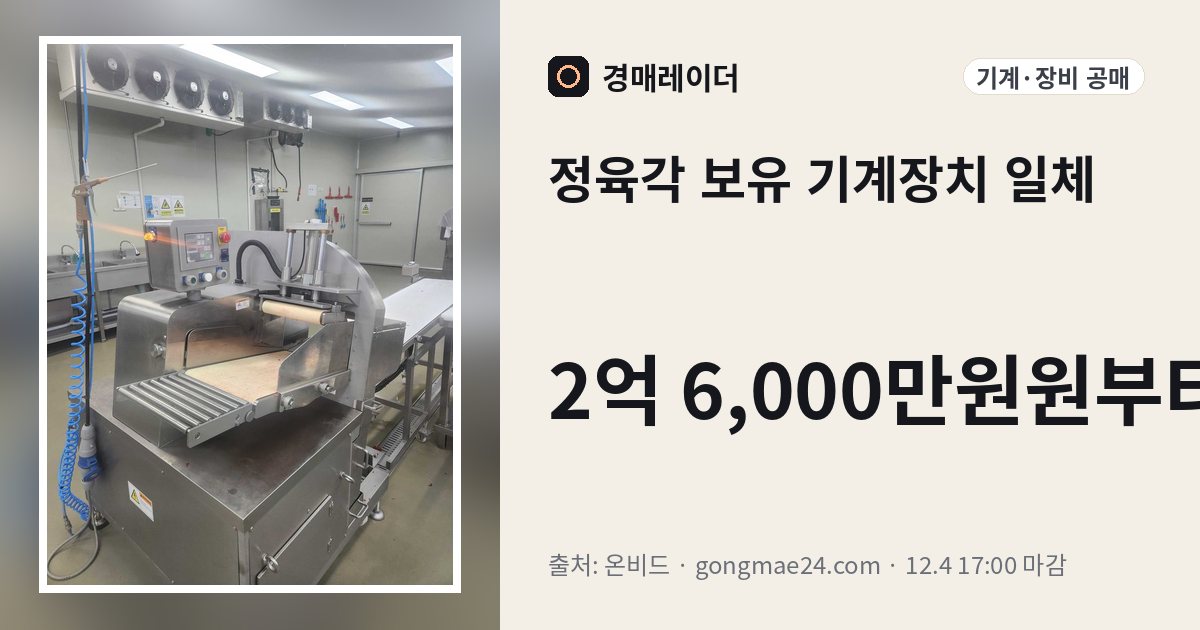 경매레이더
기계·장비 공매
정육각 보유 기계장치 일체
2억 6,000만원원부터
출처: 온비드 · gongmae24.com · 12.4 17:00 마감